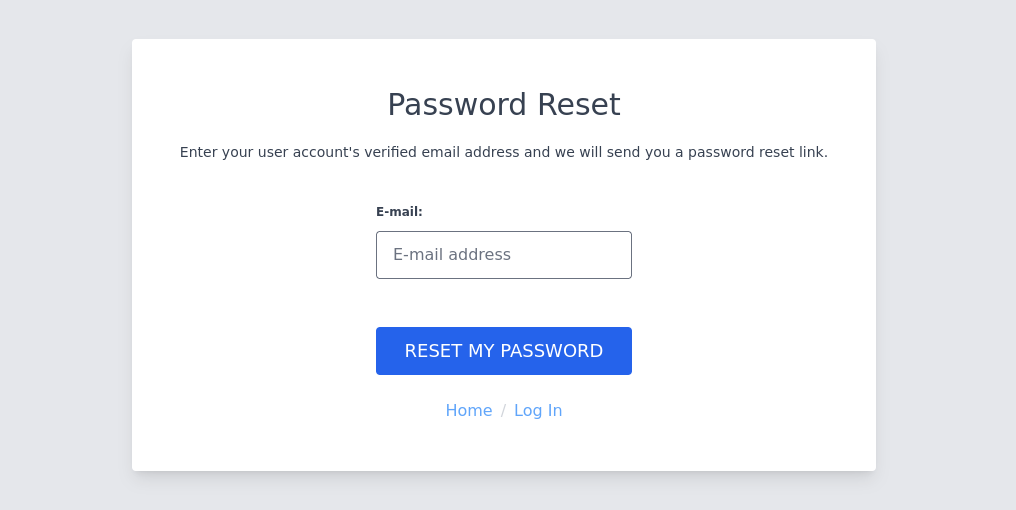 Password Reset
Enter your user account's verified email address and we will send you a password reset link.
E-mail:
E-mail address
RESET MY PASSWORD
Home / Log In